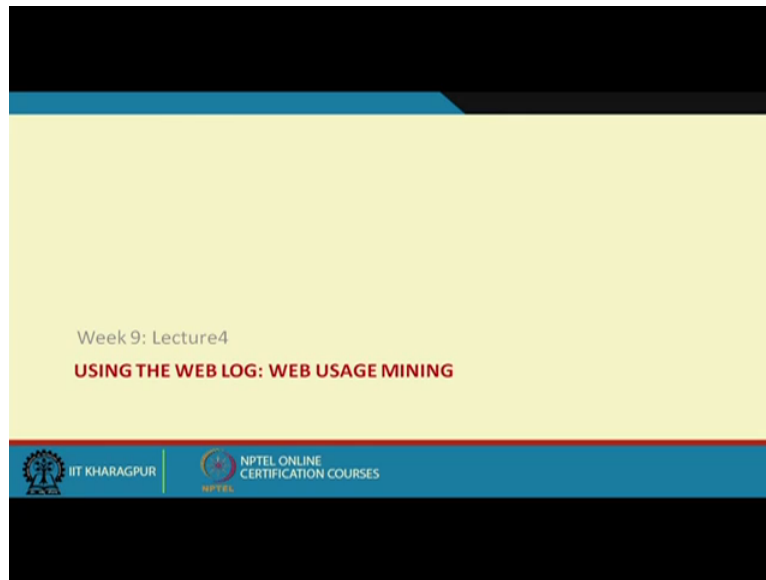 Week 9: Lecture4
USING THE WEB LOG: WEB USAGE MINING
IIT KHARAGPUR
NPTEL
NPTEL ONLINE
CERTIFICATION COURSES